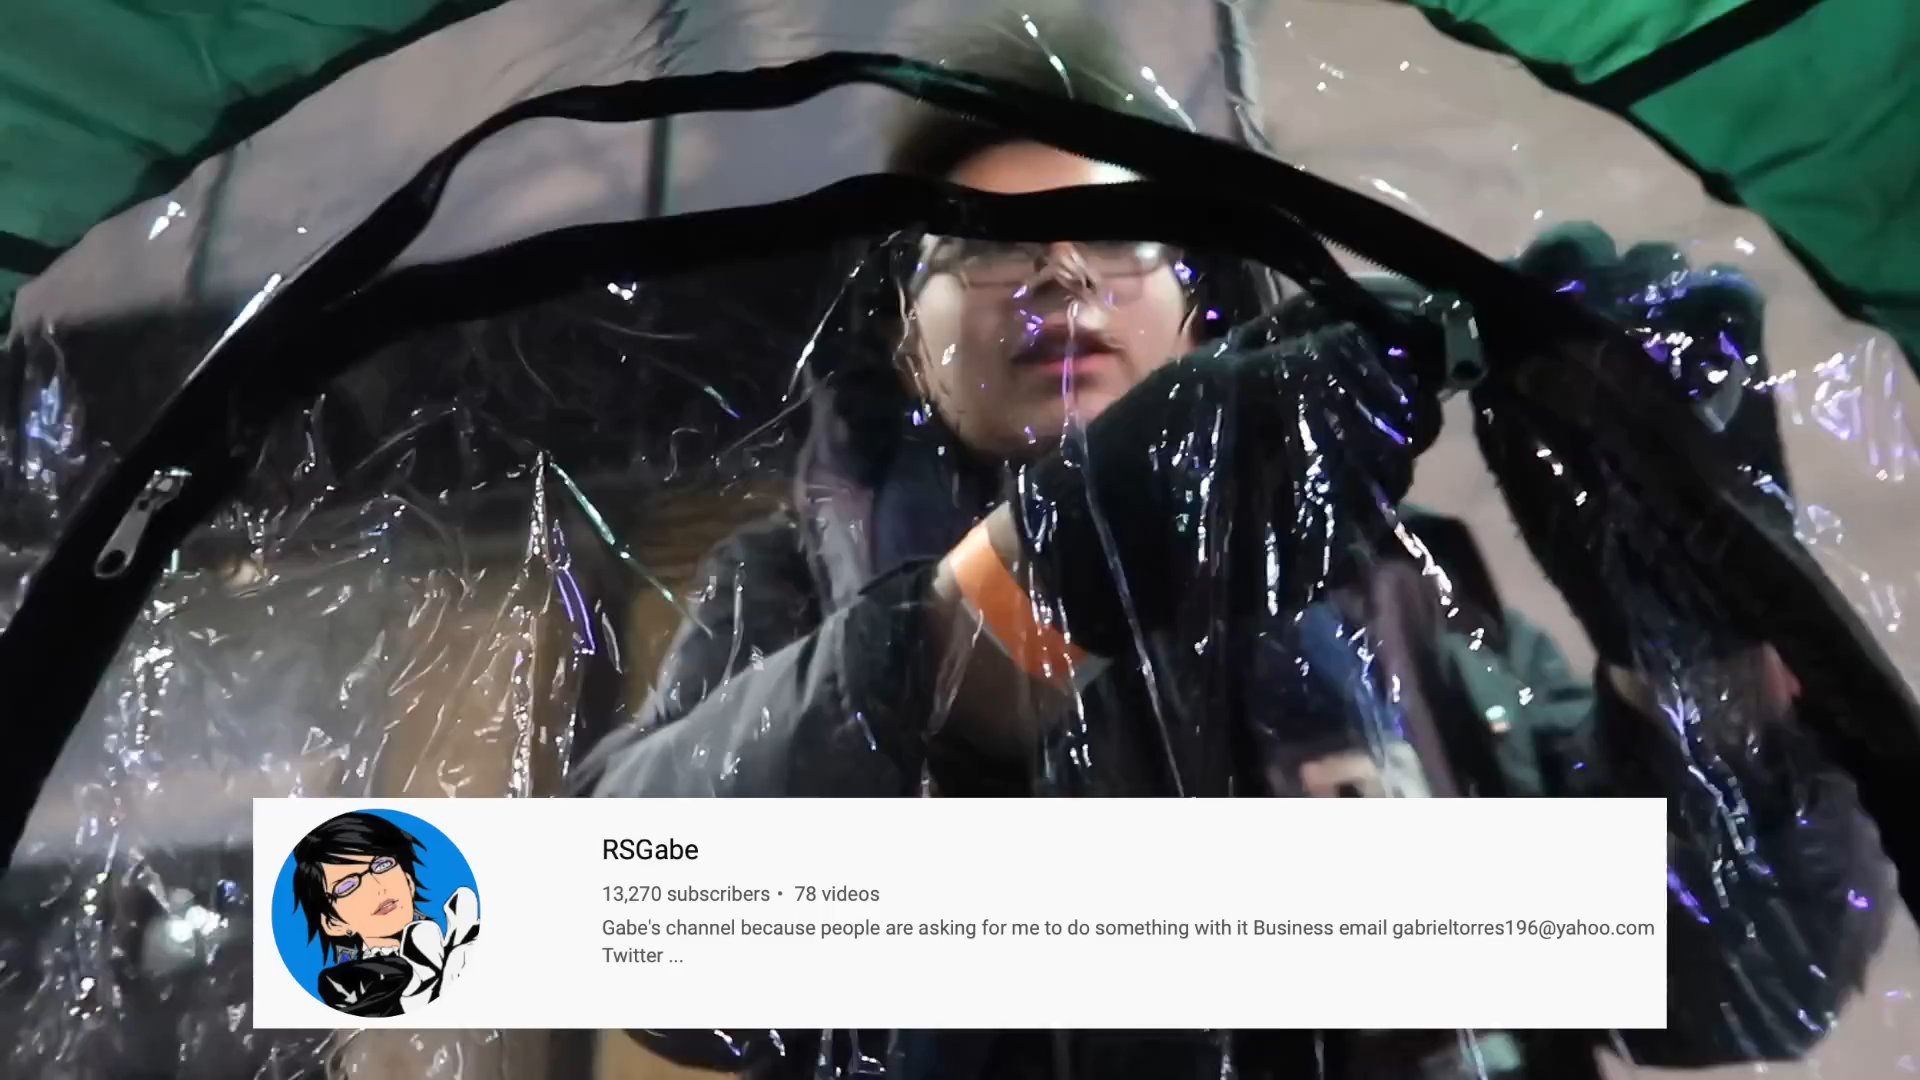 RSGabe
13,270 subscribers • 78 videos
Gabe's channel because people are asking for me to do something with it Business email gabrieltorres196@yahoo.com
Twitter ...